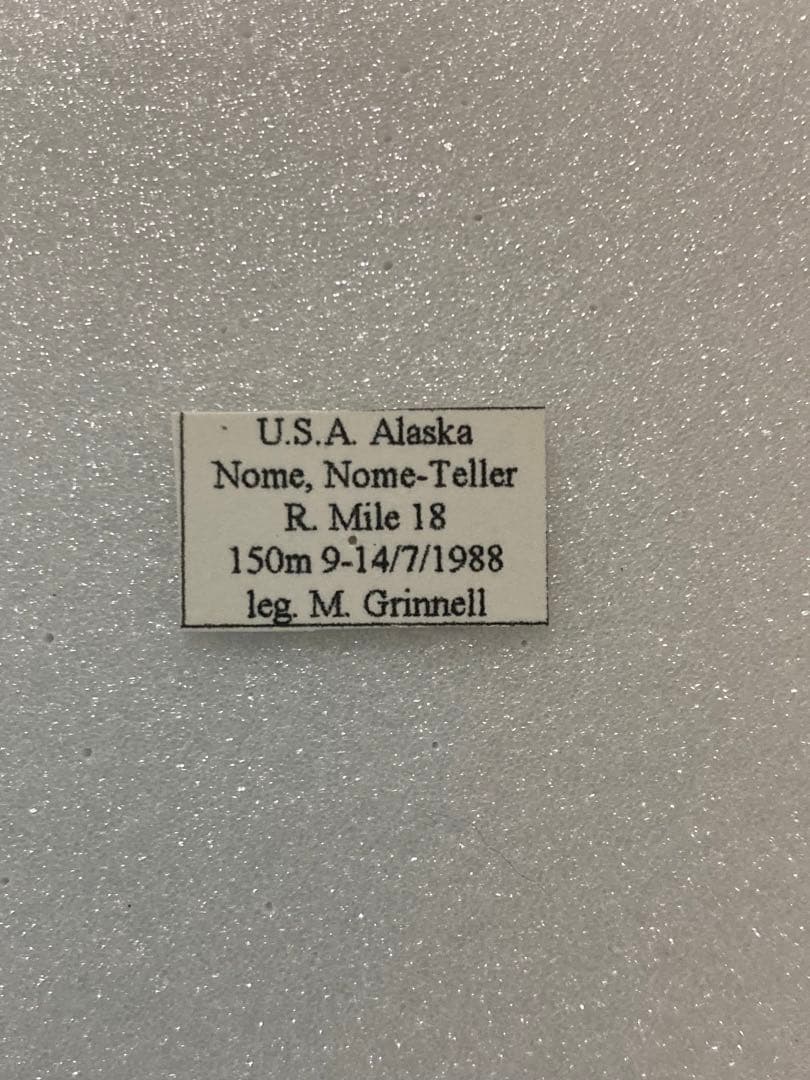 U.S.A. Alaska
Nome, Nome-Teller
R. Mile 18
150m 9-14/7/1988
leg. M. Grinnell